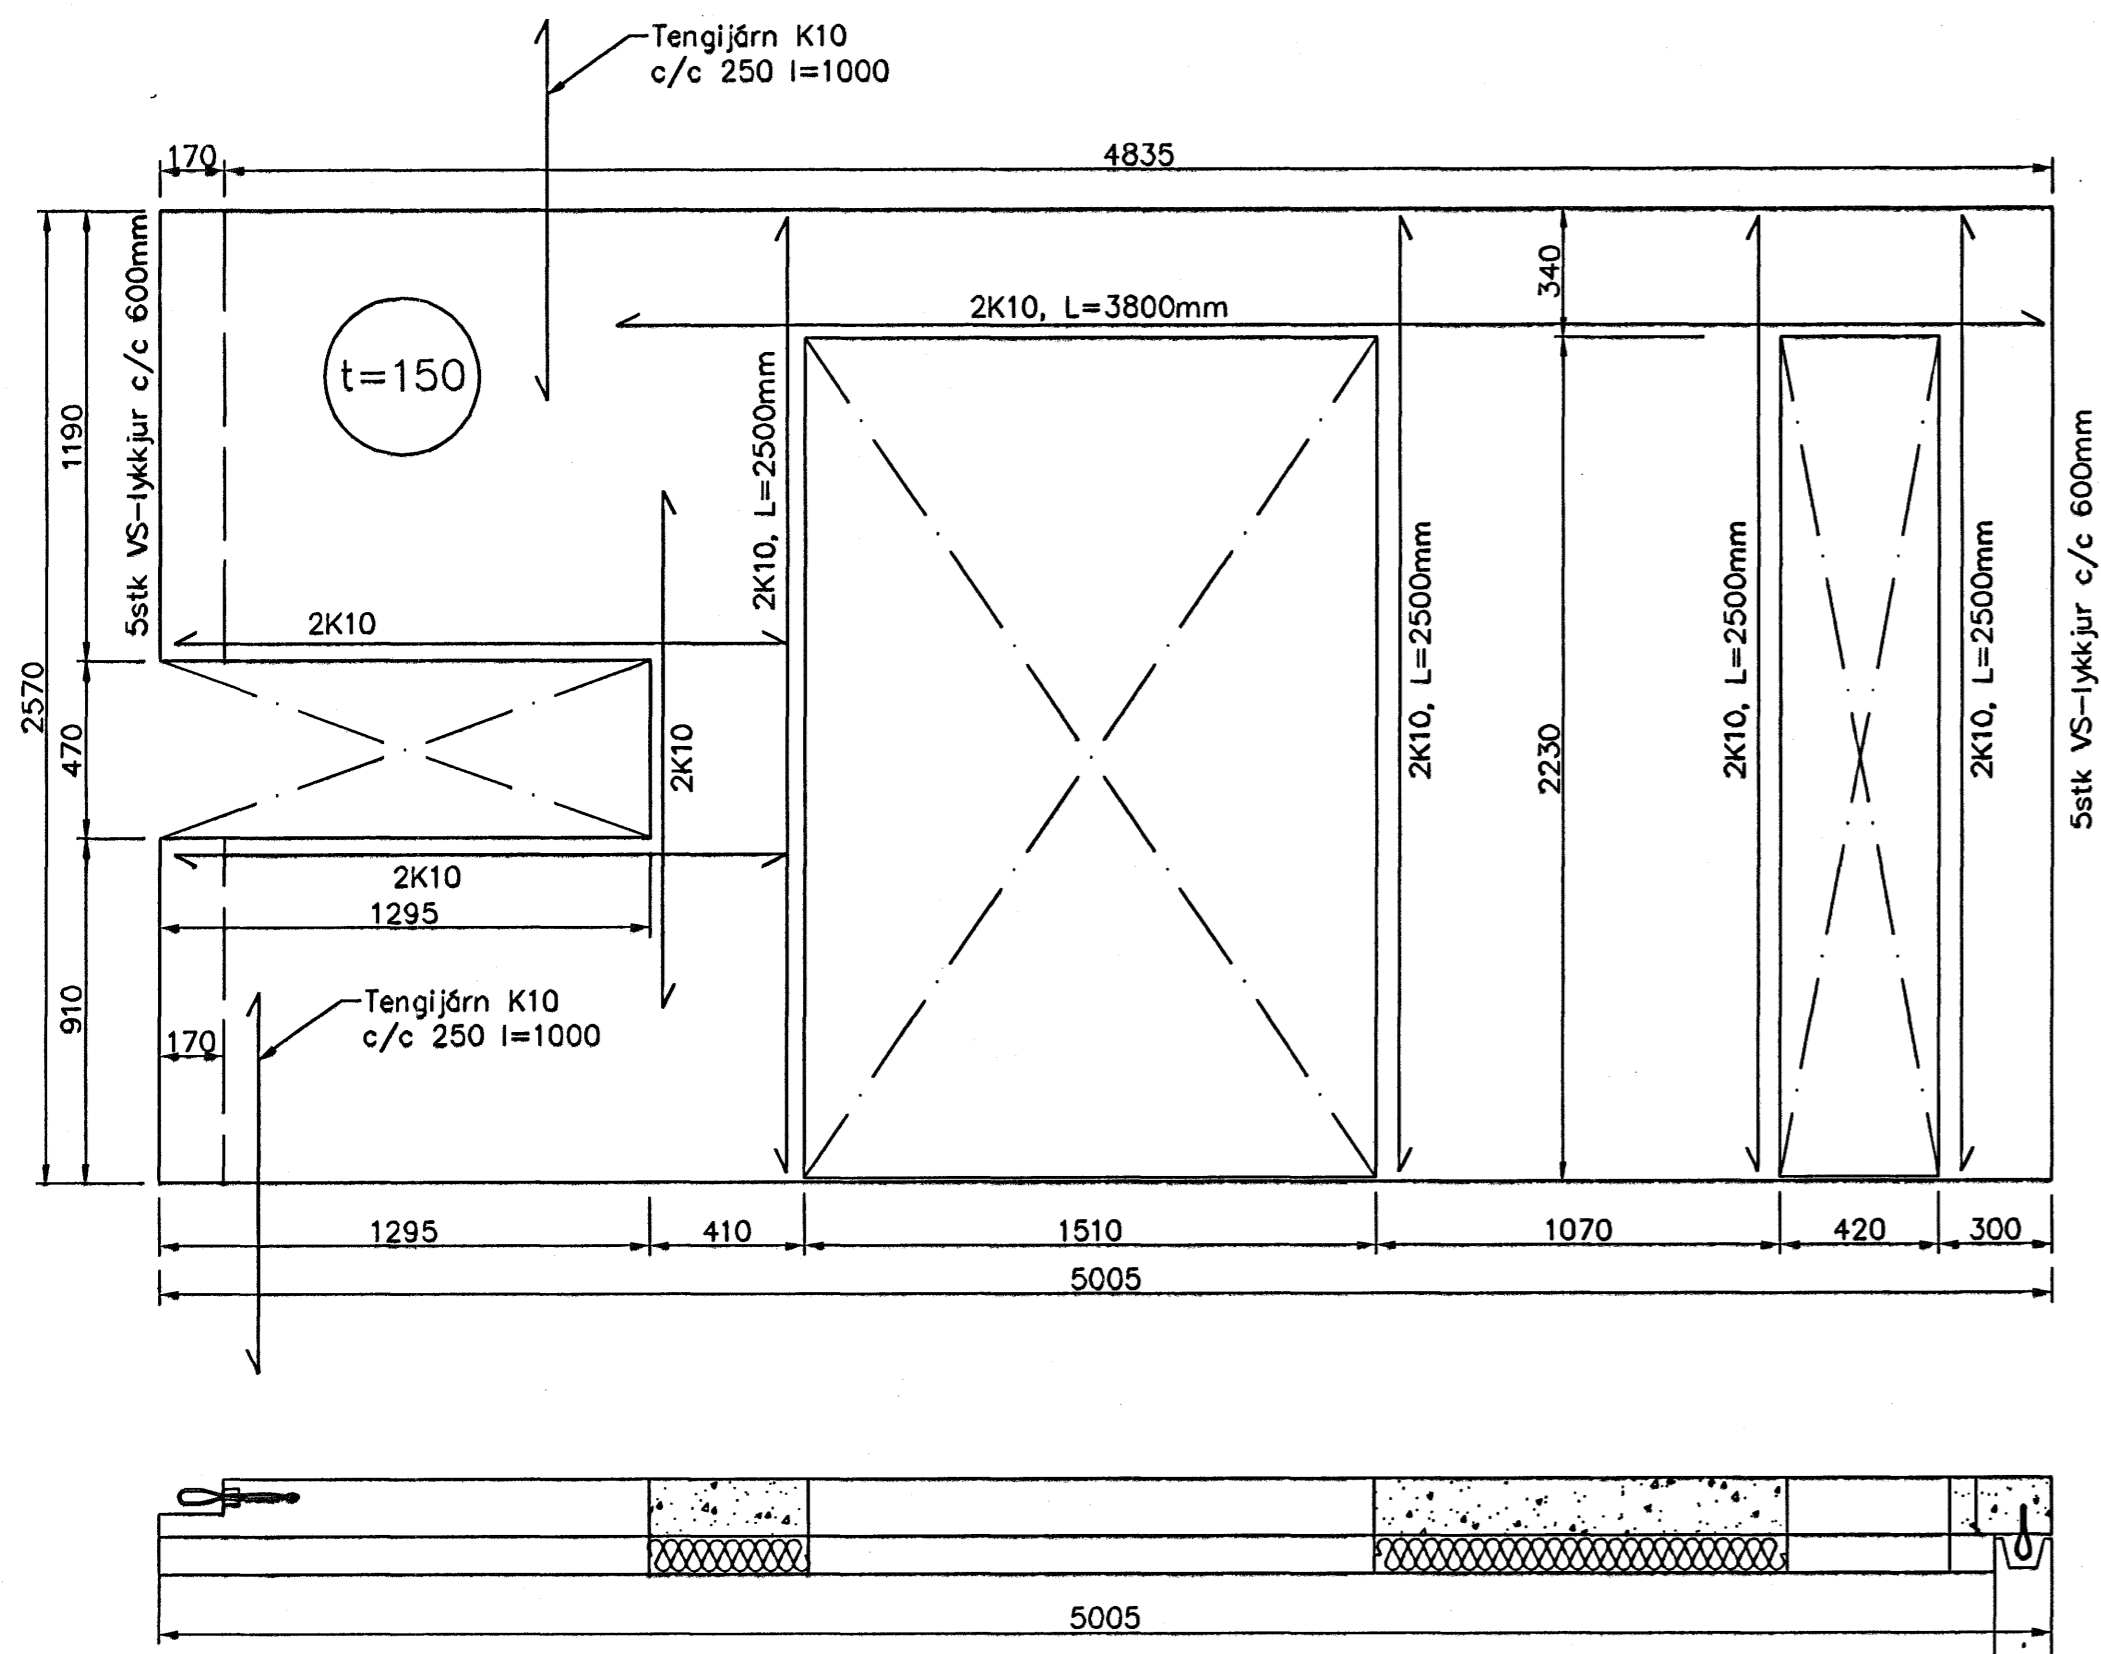 Tengijárn K10
c/c 250 l=1000
170
4835
5stk VS-lykkjur c/c 600mm
340
2K10, L=3800mm
t=150
1190
2K10, L=2500mm
2K10, L=2500mm
2K10, L=2500mm
2K10, L=2500mm
5stk VS-lykkjur c/c 600mm
2K10
2570
470
2K10
2230
2K10
1295
910
Tengijárn K10
c/c 250 l=1000
170
1295
410
1510
1070
420
300
5005
5005